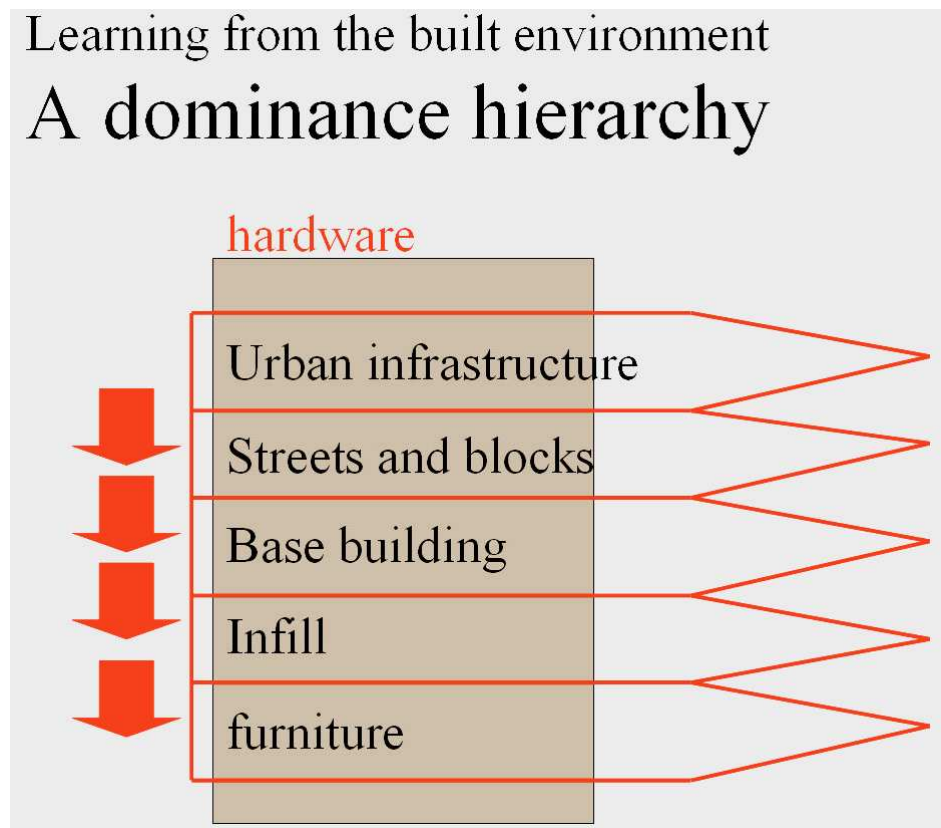 Learning from the built environment
A dominance hierarchy
hardware
Urban infrastructure
Streets and blocks
Base building
Infill
furniture